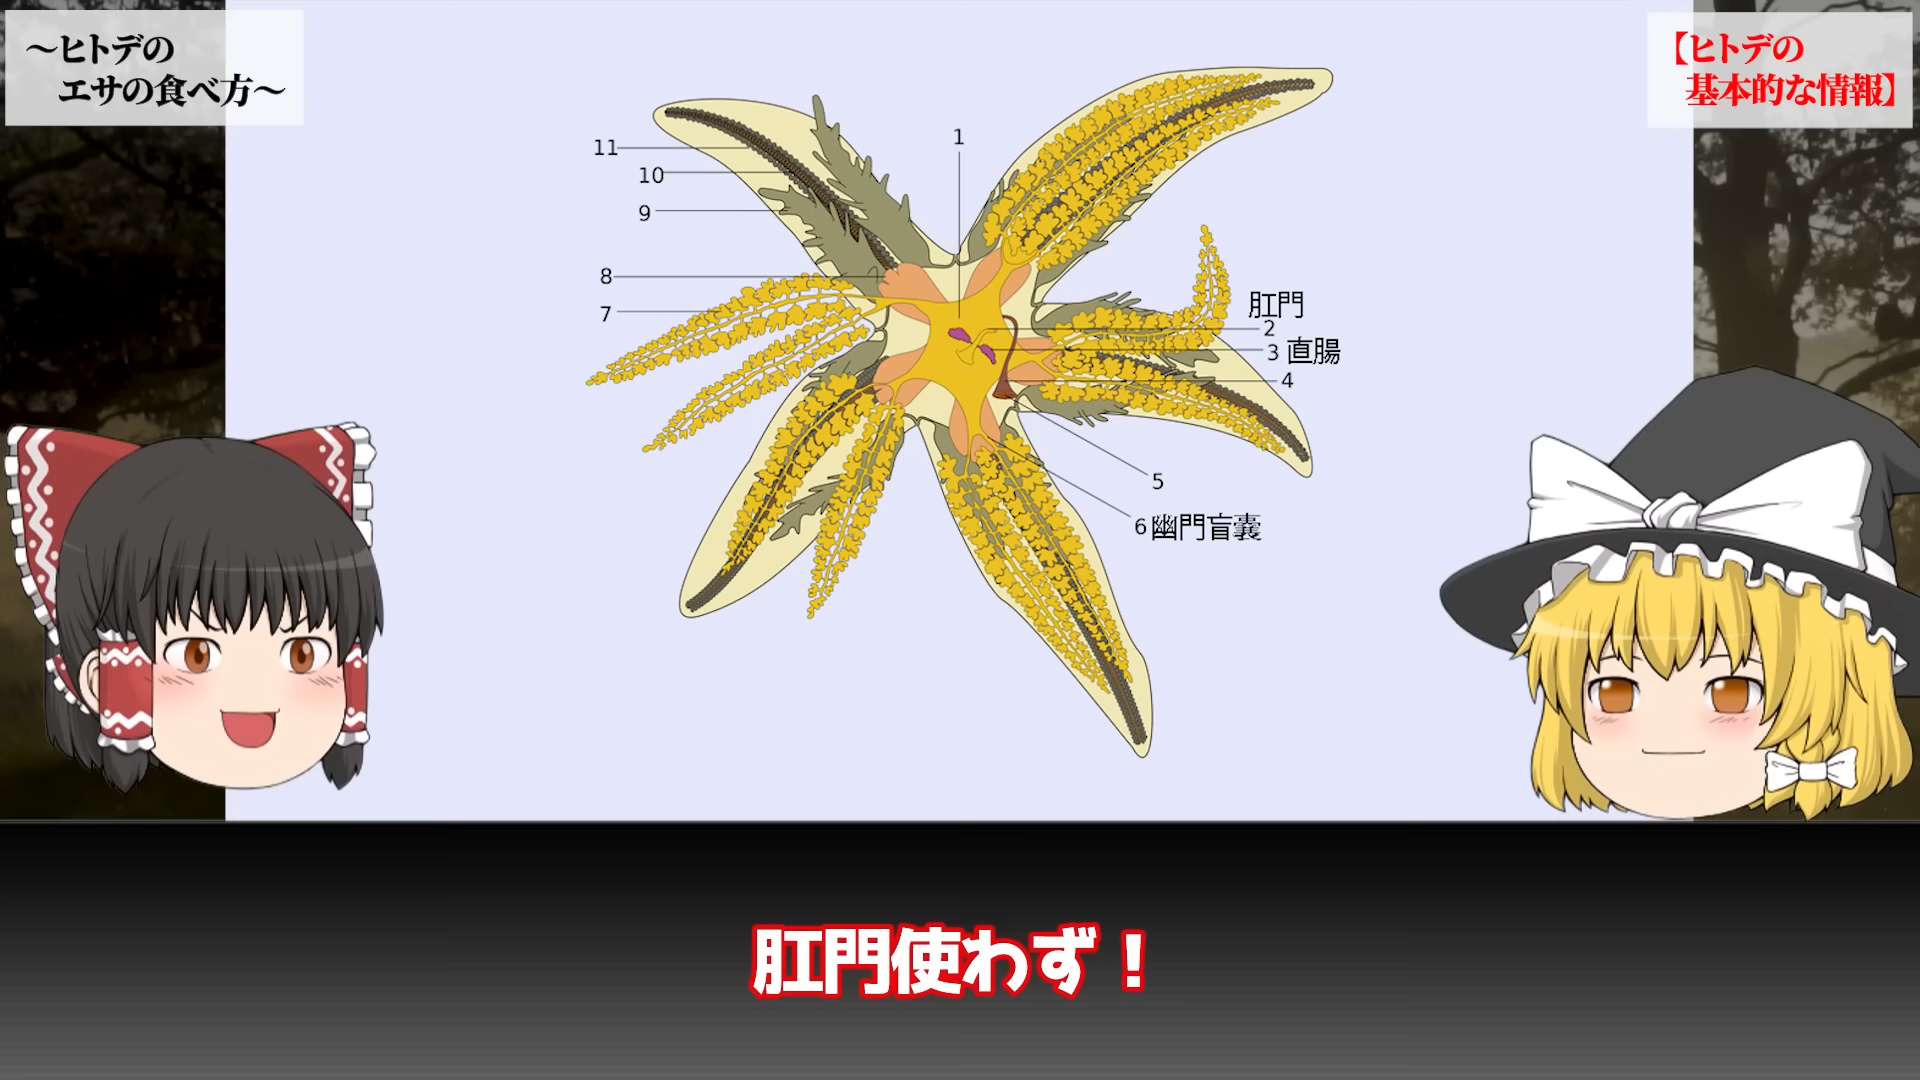 ～ヒトデの
エサの食べ方～
【ヒトデの
基本的な情報】
1
11
10
9
8
7
肛門
2
3 直腸
4
5
6 幽門盲嚢
肛門使わず！